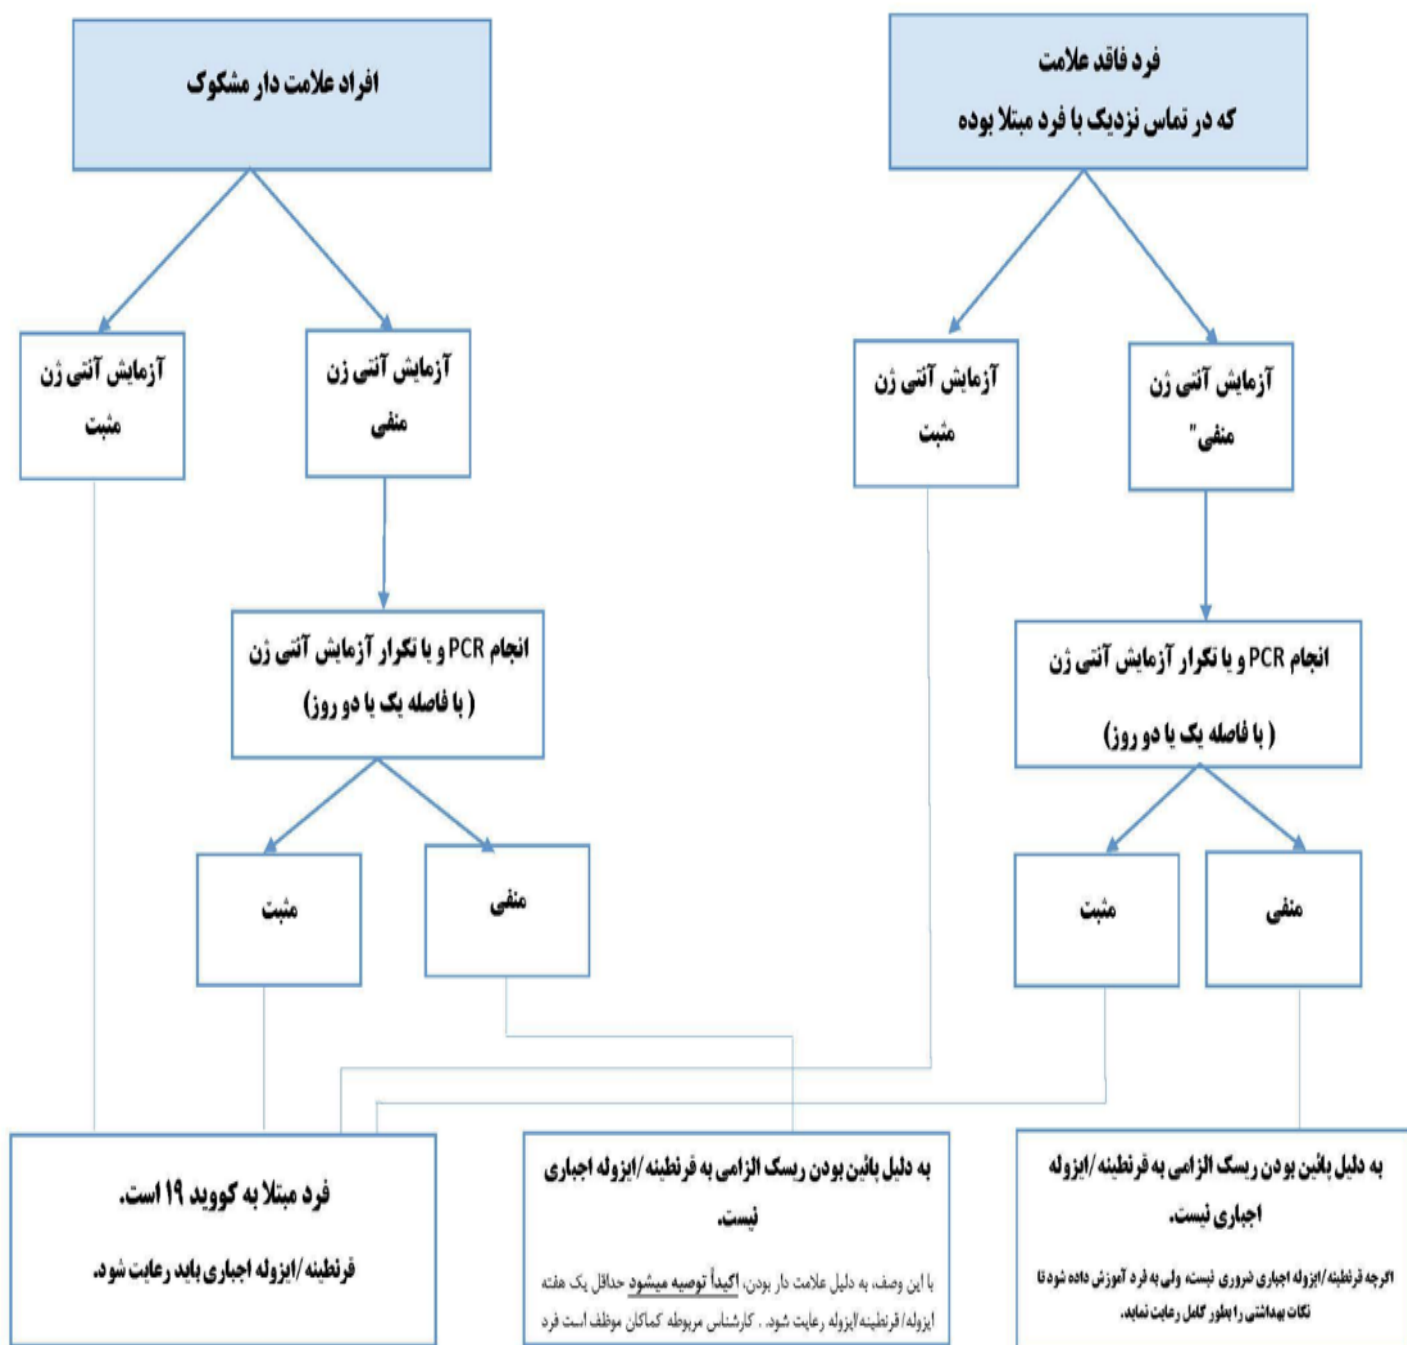 فرد فاقد علامت
که در تماس نزدیک با فرد مبتلا بوده
افراد علامت دار مشکوک
آزمایش آنتی ژن
منفی"
آزمایش آنتی ژن
مثبت
آزمایش آنتی ژن
منفی
آزمایش آنتی ژن
مثبت
انجام PCR و یا تکرار آزمایش آنتی ژن
( با فاصله یک یا دو روز)
انجام PCR و یا تکرار آزمایش آنتی ژن
( با فاصله یک یا دو روز)
منفی
مثبت
منفی
مثبت
به دلیل پائین بودن ریسک الزامی به قرنطینه /ایزوله
اجباری نیست.
اگرچه قرنطینه/ایزوله اجباری ضروری نیست، ولی به فرد آموزش داده شود تا
نکات بهداشتی را بطور کامل رعایت نماید.
به دلیل پائین بودن ریسک الزامی به قرنطینه /ایزوله اجباری
نیست.
با این وصف، به دلیل علامت دار بودن، اکیدأ توصیه میشود حداقل یک هفته
ایزوله/ قرنطینه/ایزوله رعایت شود. . کارشناس مربوطه کماکان موظف است فرد
فرد مبتلا به کووید ۱۹ است.
قرنطینه /ایزوله اجباری باید رعایت شود.